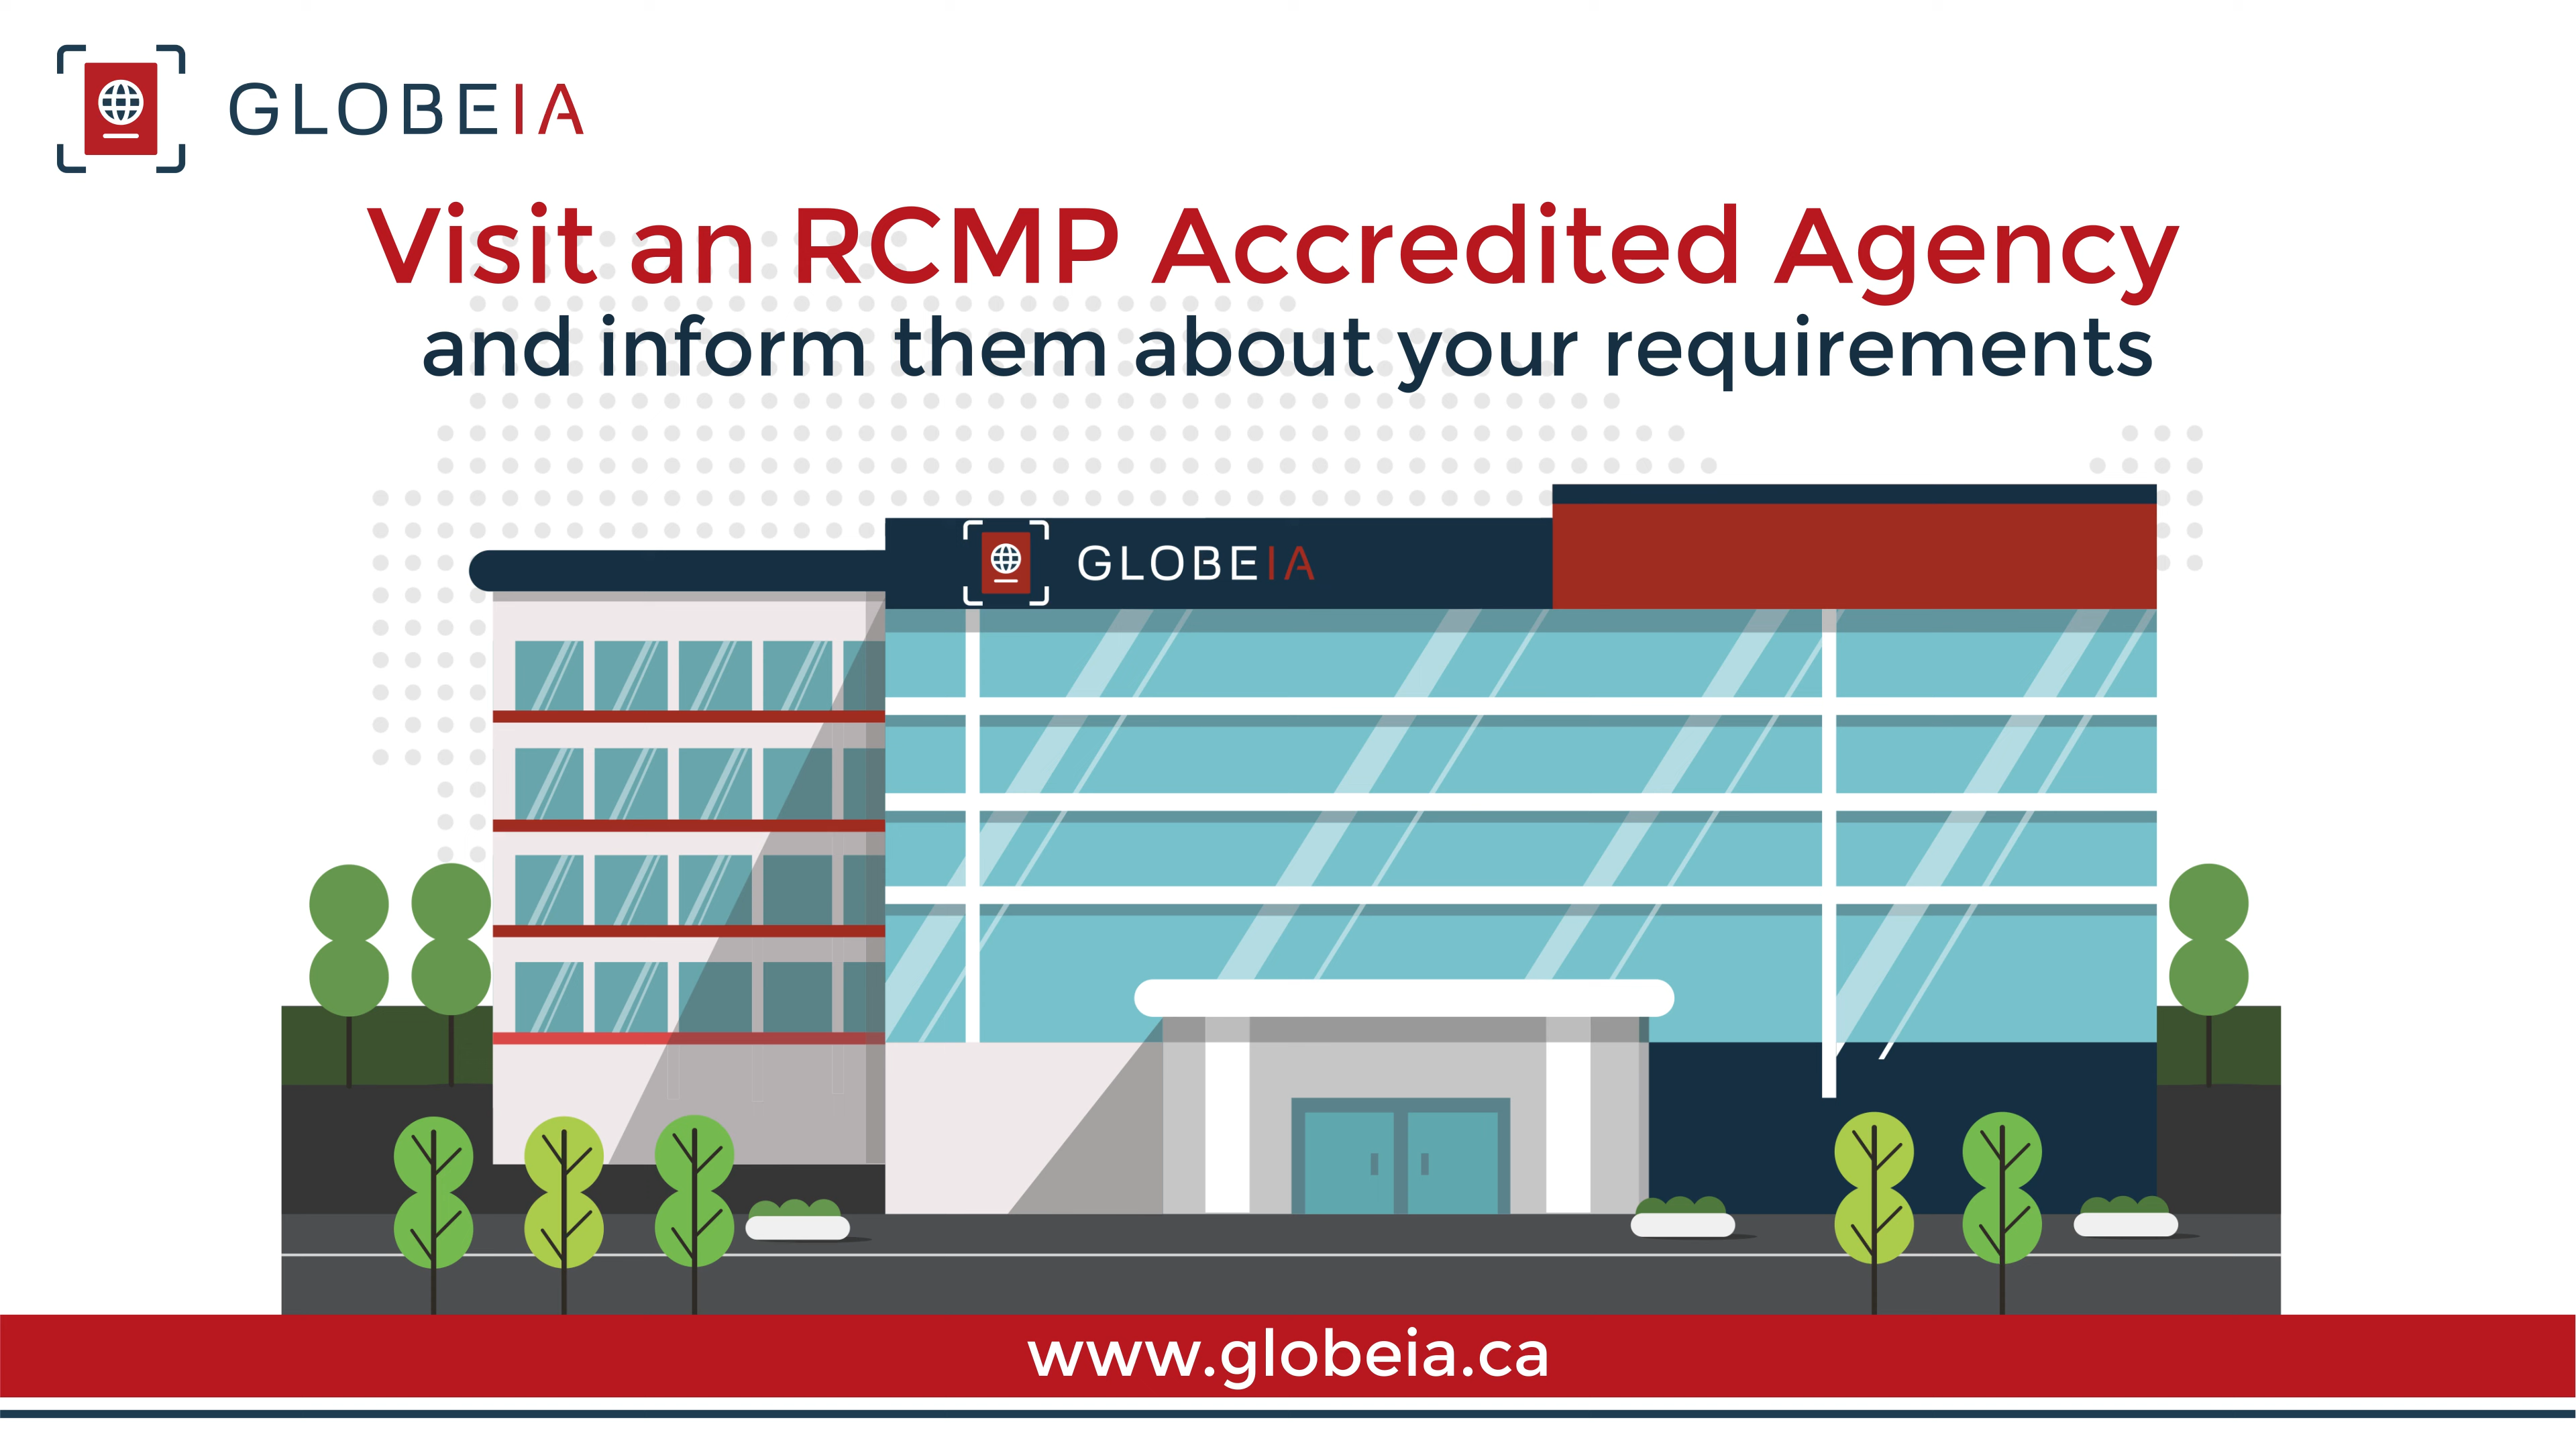 GLOBEIA
Visit an RCMP Accredited Agency
and inform them about your requirements
GLOBEIA
www.globeia.ca